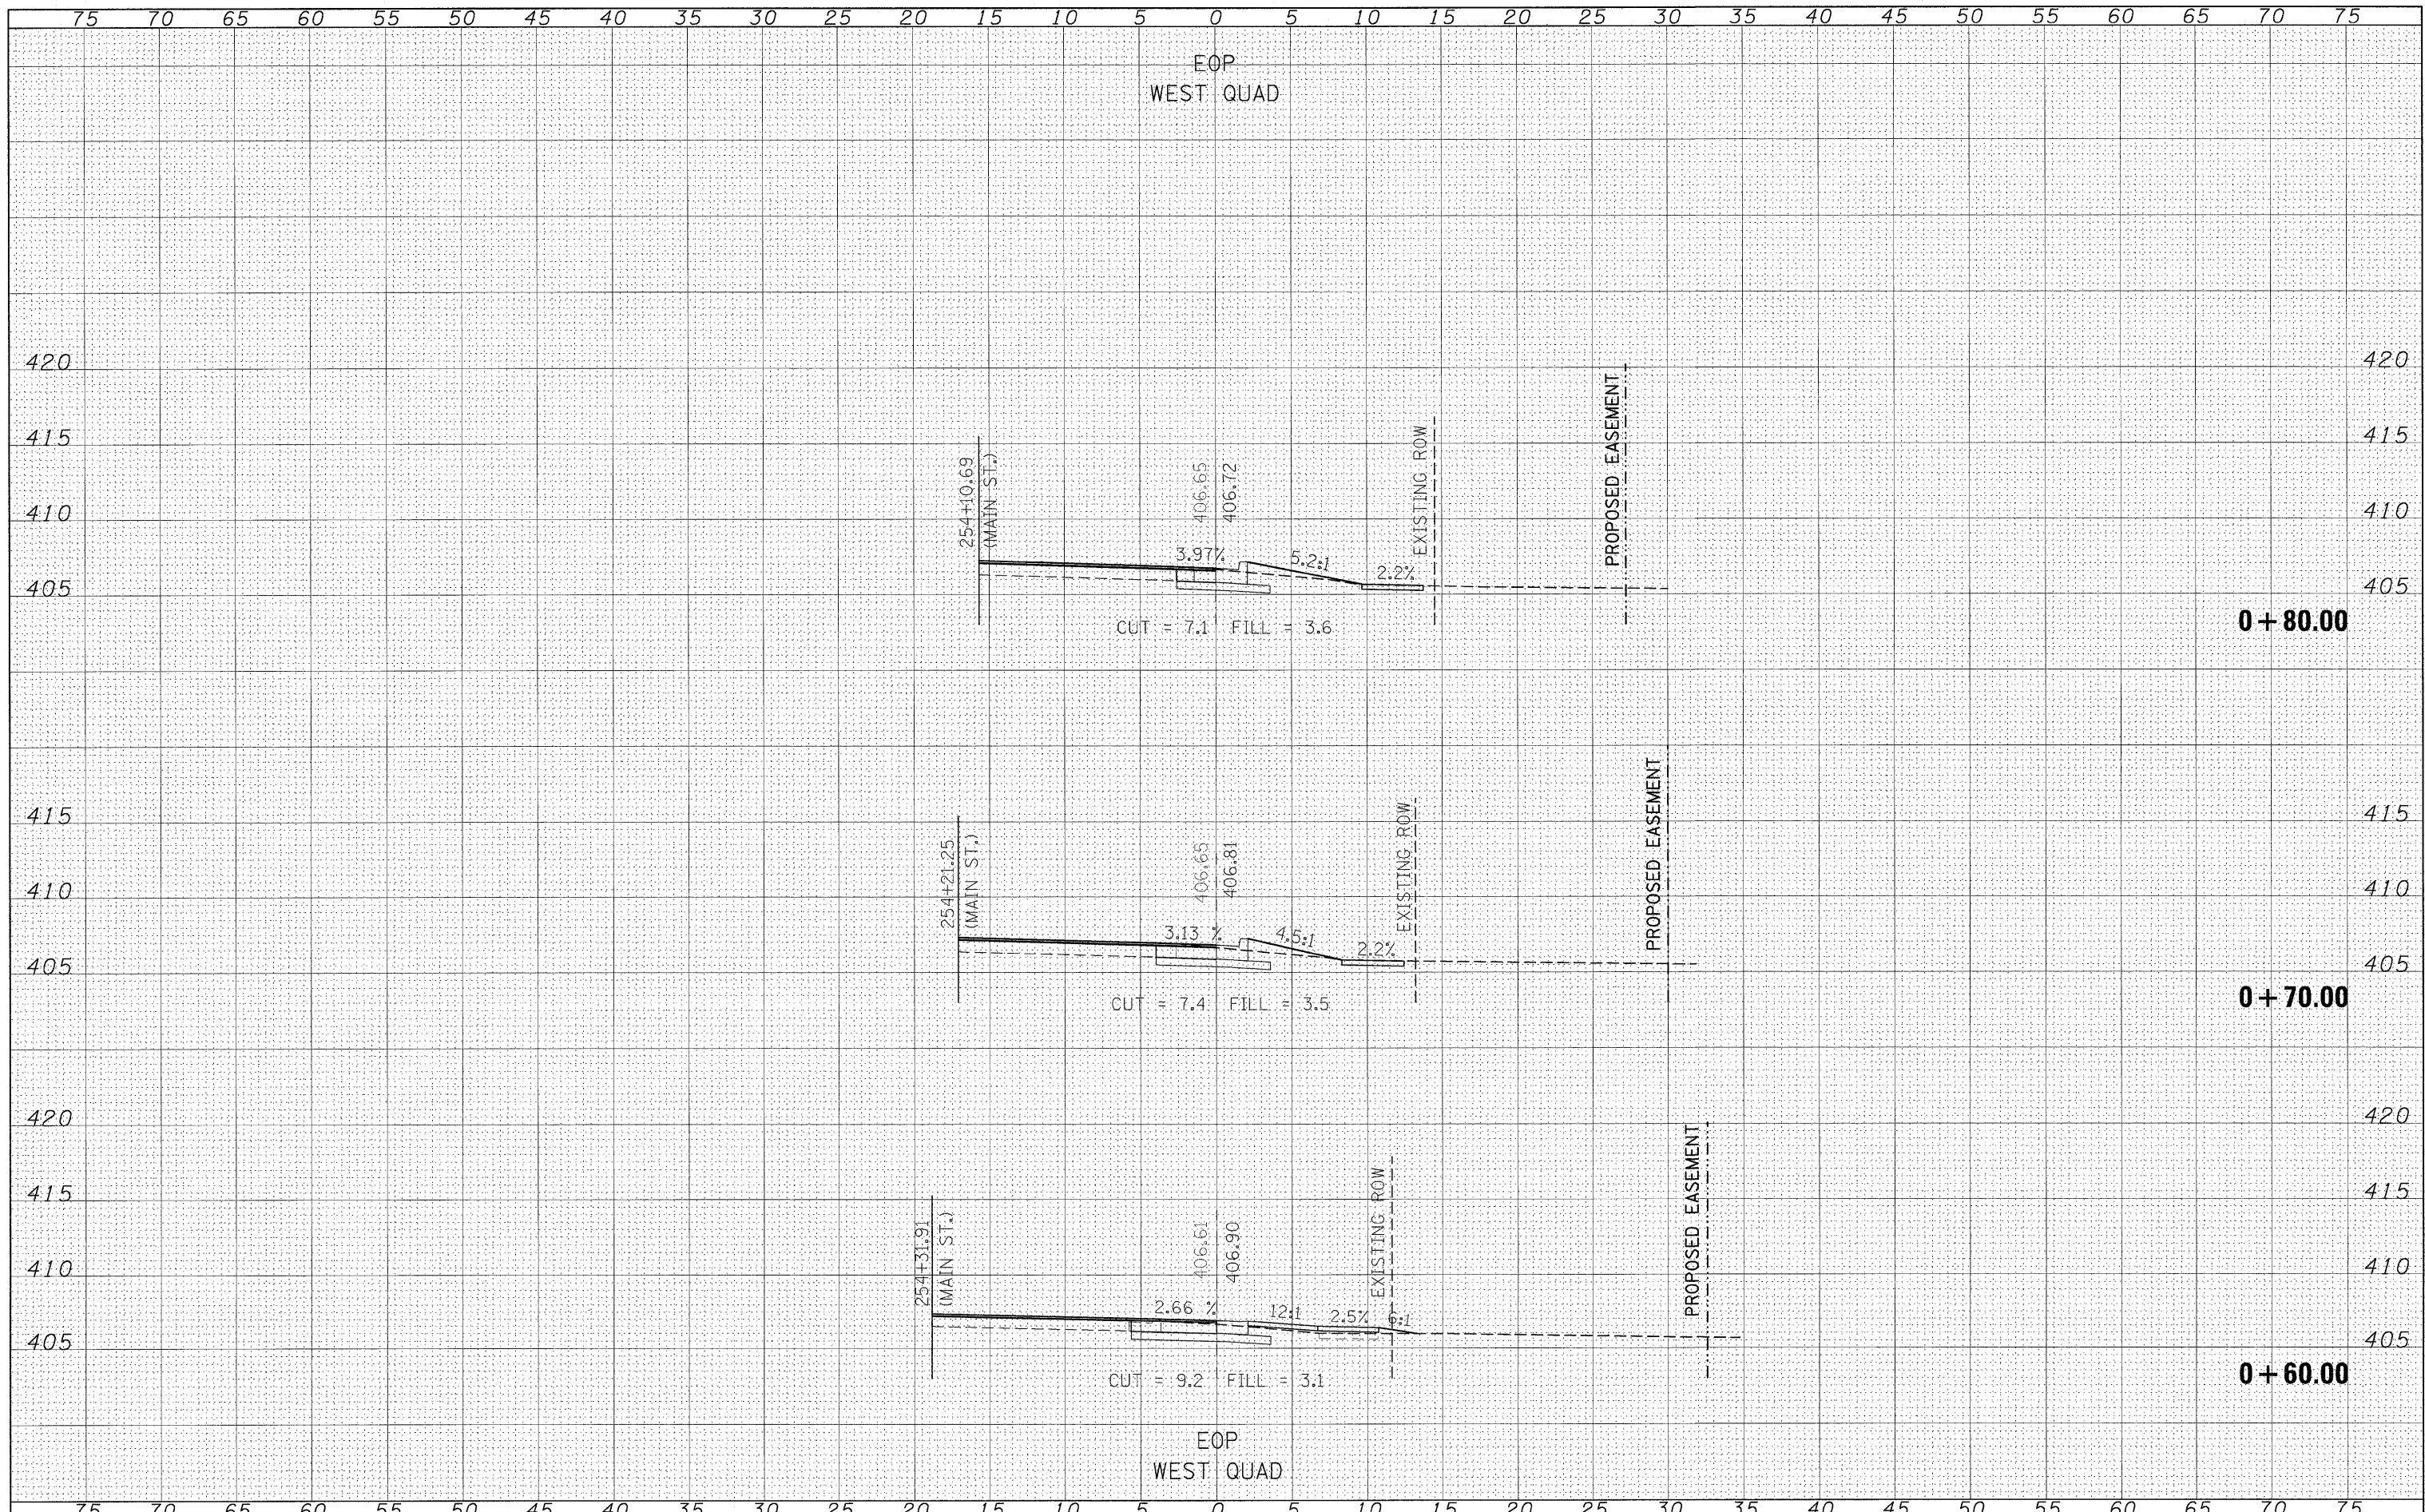 75 70 65 60 55 50 45 40 35 30 25 20 15 10 5 0 5 10 15 20 25 30 35 40 45 50 55 60 65 70 75
EOP
WEST QUAD
420 420
415 415
410 410
405 405
254+10.69
(MAIN ST.)
406.65
406.72
EXISTING ROW
PROPOSED EASEMENT
3.97% 5.2:1 2.2%
CUT = 7.1 FILL = 3.6
0+80.00
415 415
410 410
405 405
254+21.25
(MAIN ST.)
406.65
406.81
EXISTING ROW
PROPOSED EASEMENT
3.13 % 4.5:1 2.2%
CUT = 7.4 FILL = 3.5
0+70.00
420 420
415 415
410 410
405 405
254+31.91
(MAIN ST.)
406.61
406.90
EXISTING ROW
PROPOSED EASEMENT
2.66 % 12:1 2.5% 6:1
CUT = 9.2 FILL = 3.1
0+60.00
EOP
WEST QUAD
75 70 65 60 55 50 45 40 35 30 25 20 15 10 5 0 5 10 15 20 25 30 35 40 45 50 55 60 65 70 75